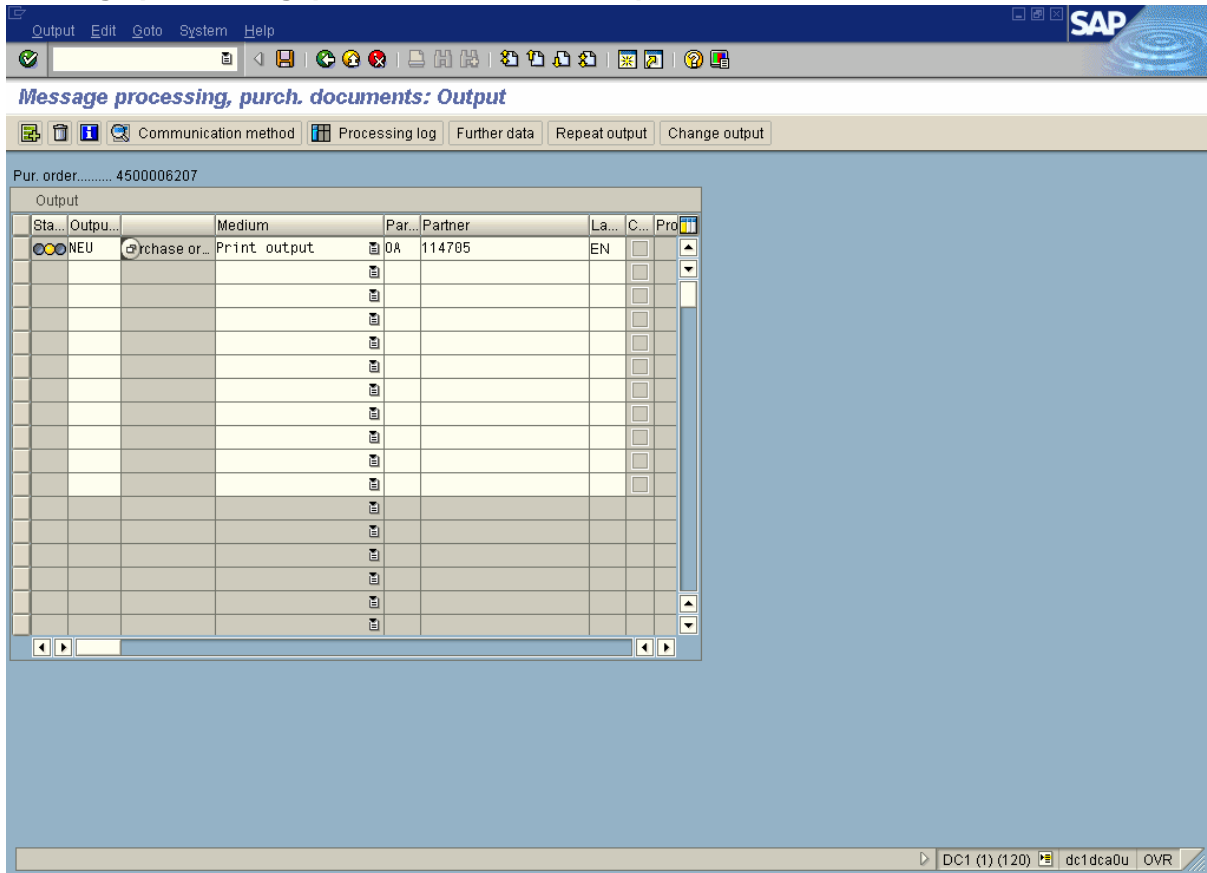 Output Edit Goto System Help
SAP
Message processing, purch. documents: Output
Communication method Processing log Further data Repeat output Change output
Pur. order.......... 4500006207
Output
Sta... Outpu... Medium Par... Partner La... C... Pro
NEU rchase or... Print output OA 114705 EN
DC1 (1) (120) dc1dca0u OVR